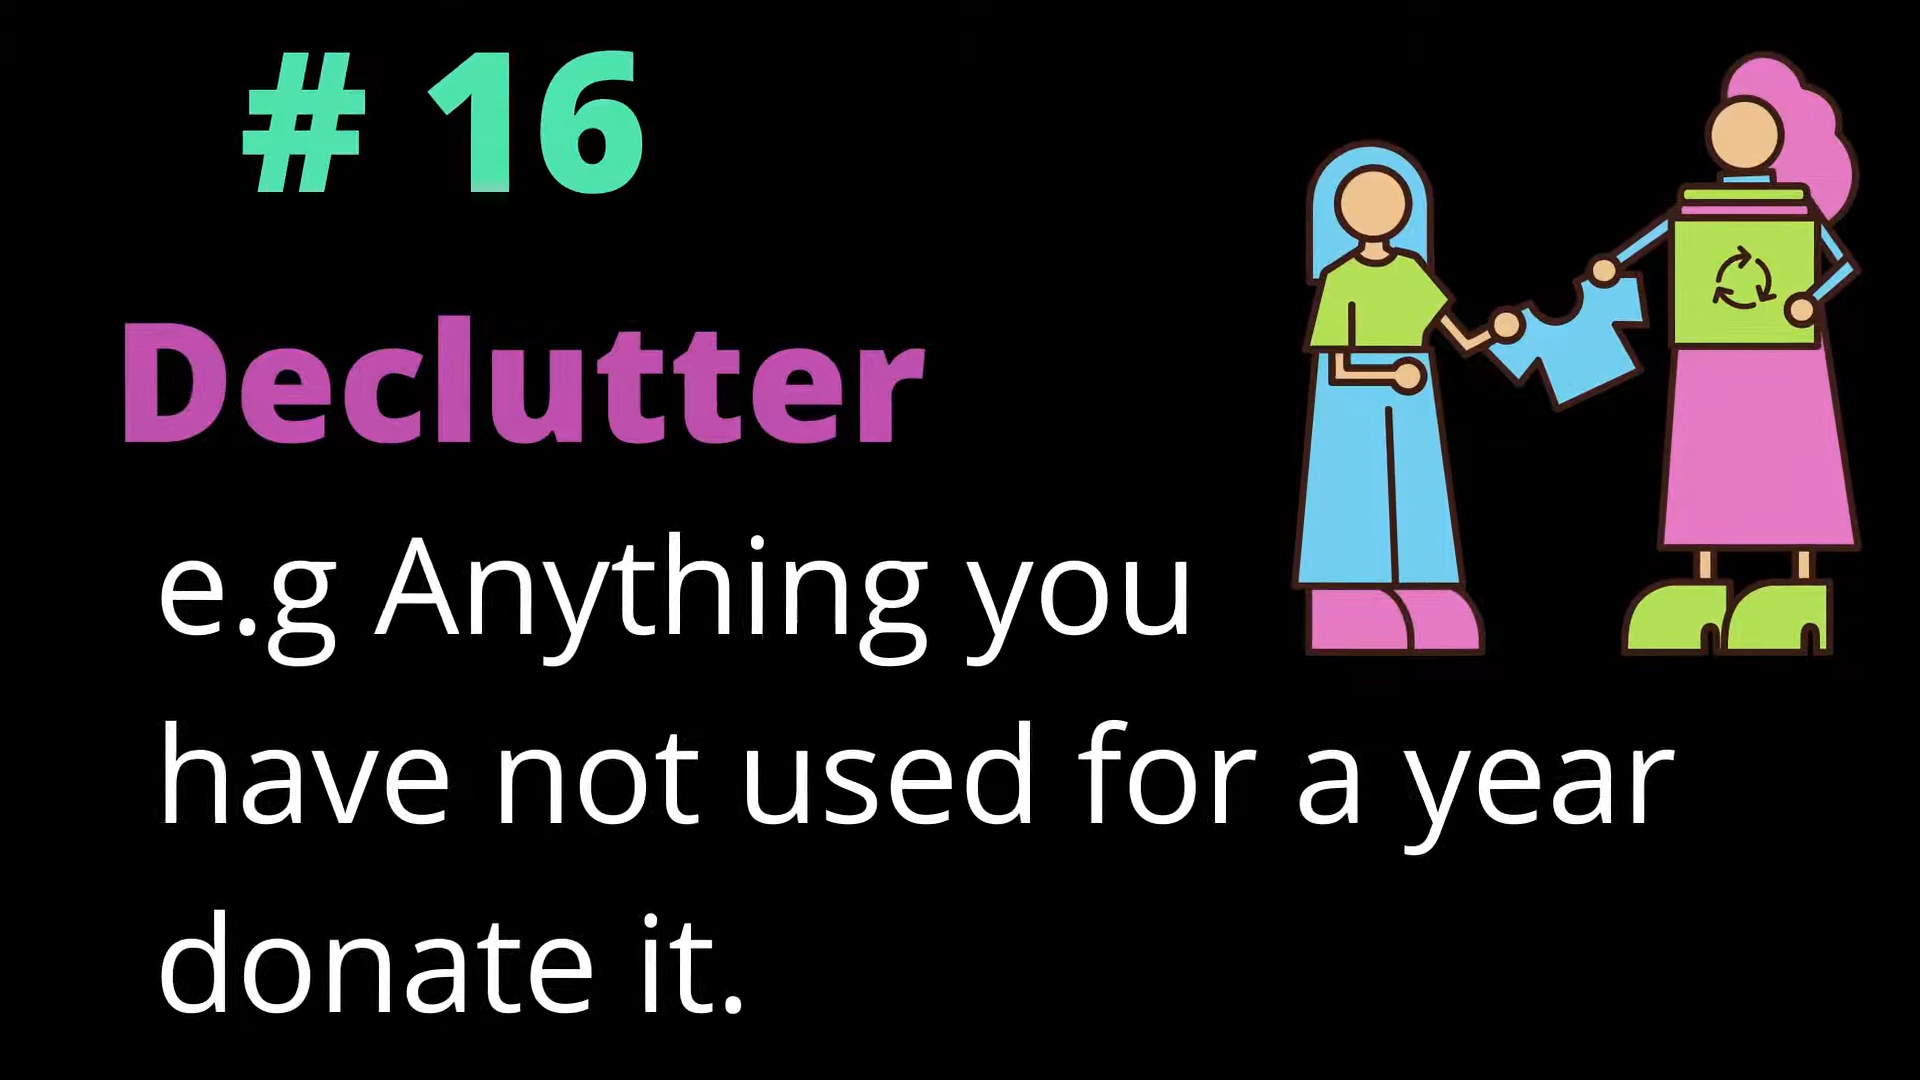 # 16
Declutter
e.g Anything you
have not used for a year
donate it.